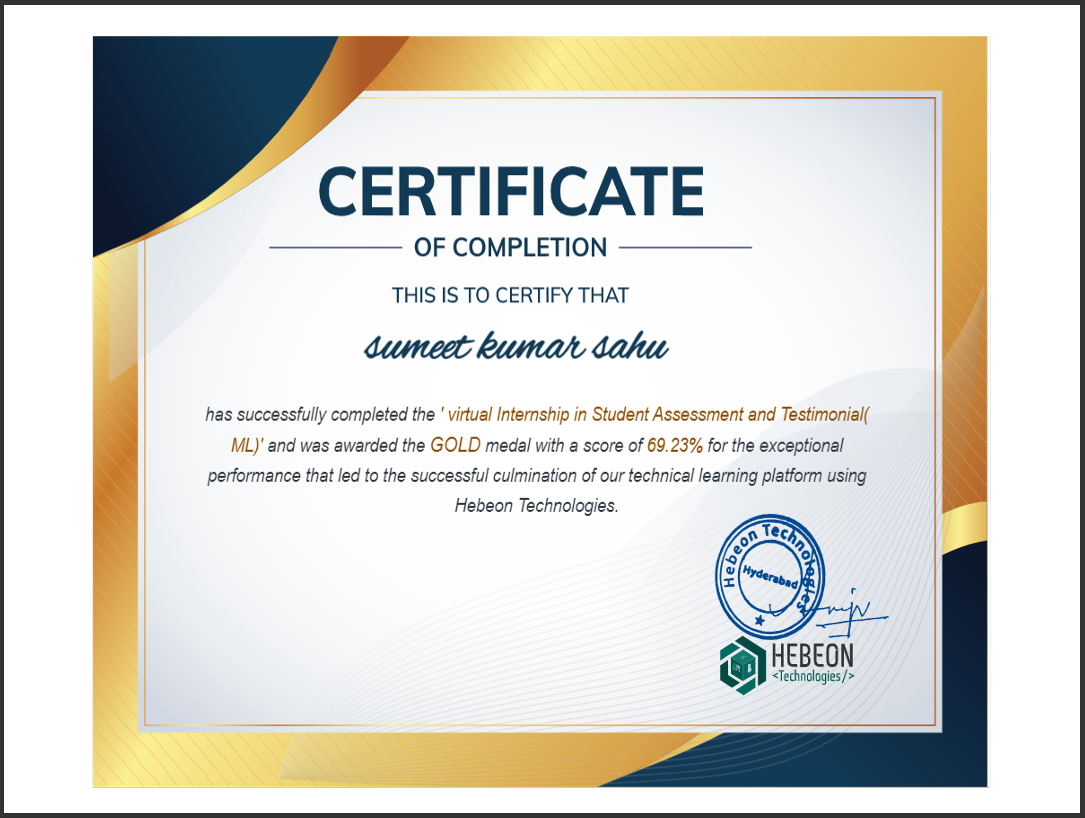 CERTIFICATE
OF COMPLETION
THIS IS TO CERTIFY THAT
sumeet kumar sahu
has successfully completed the ' virtual Internship in Student Assessment and Testimonial(
ML)' and was awarded the GOLD medal with a score of 69.23% for the exceptional
performance that led to the successful culmination of our technical learning platform using
Hebeon Technologies.
Hebeon Technologies
Hyderabad
HEBEON
<Technologies/>